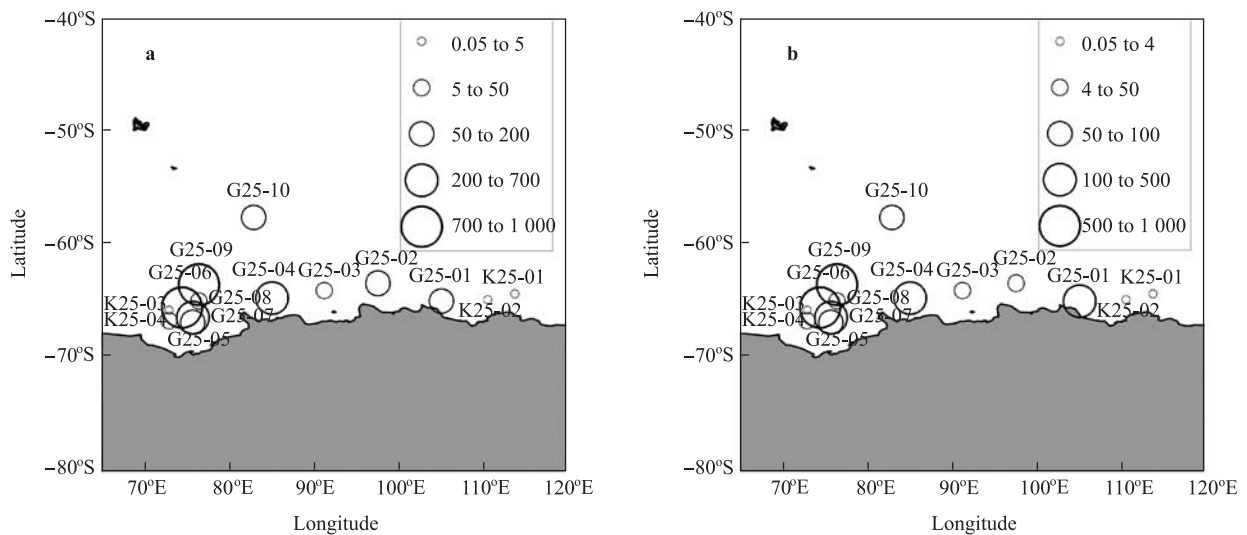 −40°S
−50°S
−60°S
−70°S
−80°S
Latitude
a
0.05 to 5
5 to 50
50 to 200
200 to 700
700 to 1 000
G25-10
G25-09
G25-06
G25-04
G25-03
G25-02
G25-01
K25-01
K25-03
G25-08
K25-02
K25-04
G25-07
G25-05
70°E
80°E
90°E
100°E
110°E
120°E
Longitude
−40°S
−50°S
−60°S
−70°S
−80°S
Latitude
b
0.05 to 4
4 to 50
50 to 100
100 to 500
500 to 1 000
G25-10
G25-09
G25-06
G25-04
G25-03
G25-02
G25-01
K25-01
K25-03
G25-08
K25-02
K25-04
G25-07
G25-05
70°E
80°E
90°E
100°E
110°E
120°E
Longitude